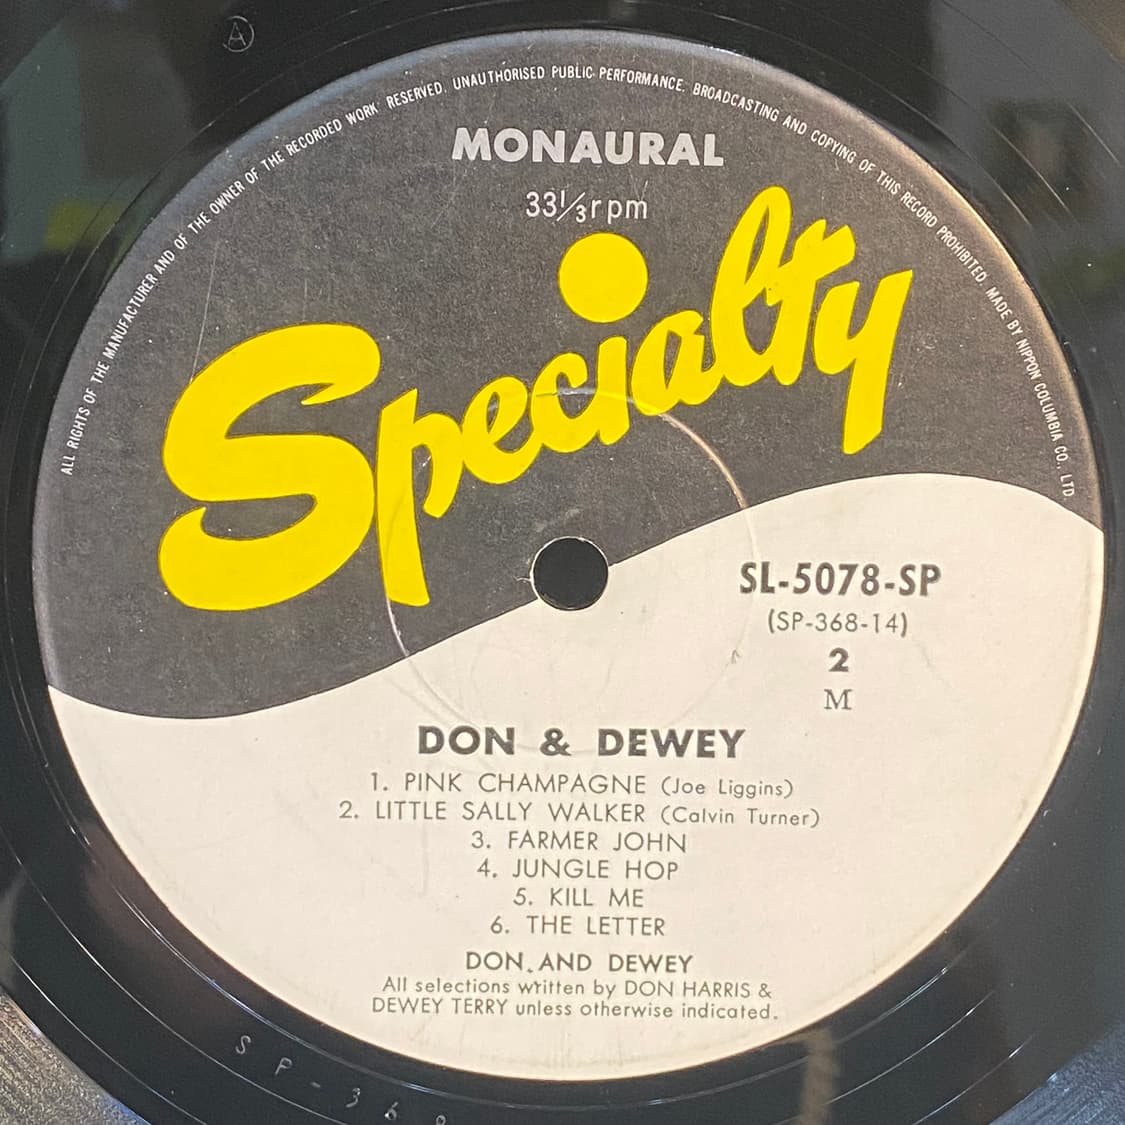 A
ALL RIGHTS OF THE MANUFACTURER AND OF THE OWNER OF THE RECORDED WORK RESERVED. UNAUTHORISED PUBLIC PERFORMANCE. BROADCASTING AND COPYING OF THIS RECORD PROHIBITED. MADE BY NIPPON COLUMBIA CO., LTD.
MONAURAL
33⅓rpm
Specialty
SL-5078-SP
(SP-368-14)
2
M
DON & DEWEY
1. PINK CHAMPAGNE (Joe Liggins)
2. LITTLE SALLY WALKER (Calvin Turner)
3. FARMER JOHN
4. JUNGLE HOP
5. KILL ME
6. THE LETTER
DON. AND DEWEY
All selections written by DON HARRIS &
DEWEY TERRY unless otherwise indicated.
SP-36